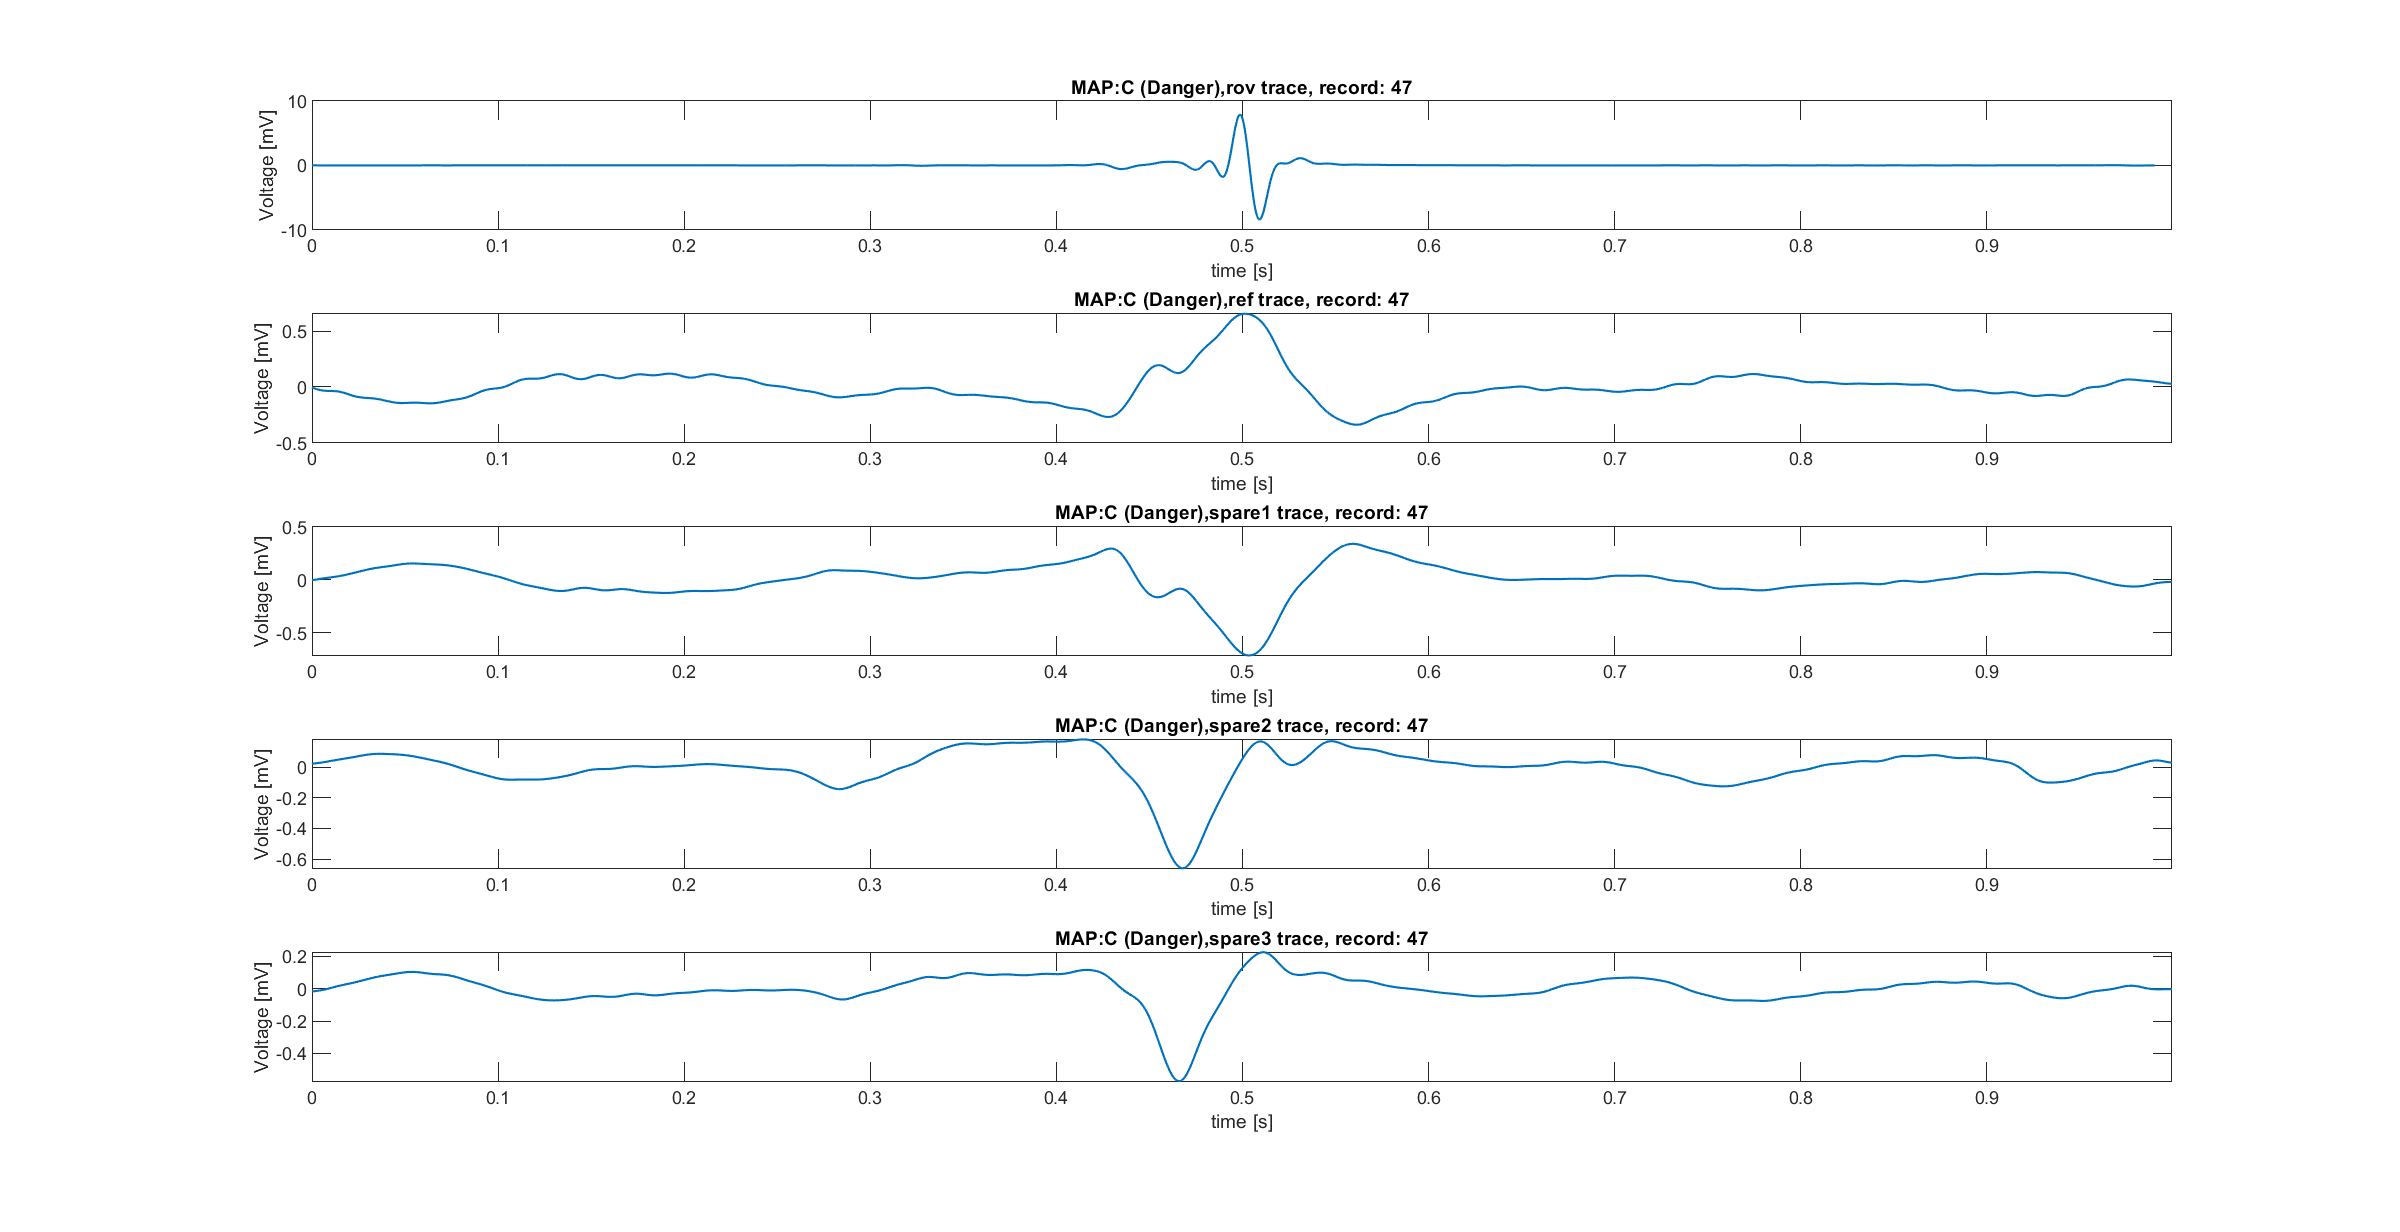 MAP:C (Danger),rov trace, record: 47
Voltage [mV]
10
0
-10
0 0.1 0.2 0.3 0.4 0.5 0.6 0.7 0.8 0.9
time [s]
MAP:C (Danger),ref trace, record: 47
Voltage [mV]
0.5
0
-0.5
0 0.1 0.2 0.3 0.4 0.5 0.6 0.7 0.8 0.9
time [s]
MAP:C (Danger),spare1 trace, record: 47
Voltage [mV]
0.5
0
-0.5
0 0.1 0.2 0.3 0.4 0.5 0.6 0.7 0.8 0.9
time [s]
MAP:C (Danger),spare2 trace, record: 47
Voltage [mV]
0
-0.2
-0.4
-0.6
0 0.1 0.2 0.3 0.4 0.5 0.6 0.7 0.8 0.9
time [s]
MAP:C (Danger),spare3 trace, record: 47
Voltage [mV]
0.2
0
-0.2
-0.4
0 0.1 0.2 0.3 0.4 0.5 0.6 0.7 0.8 0.9
time [s]